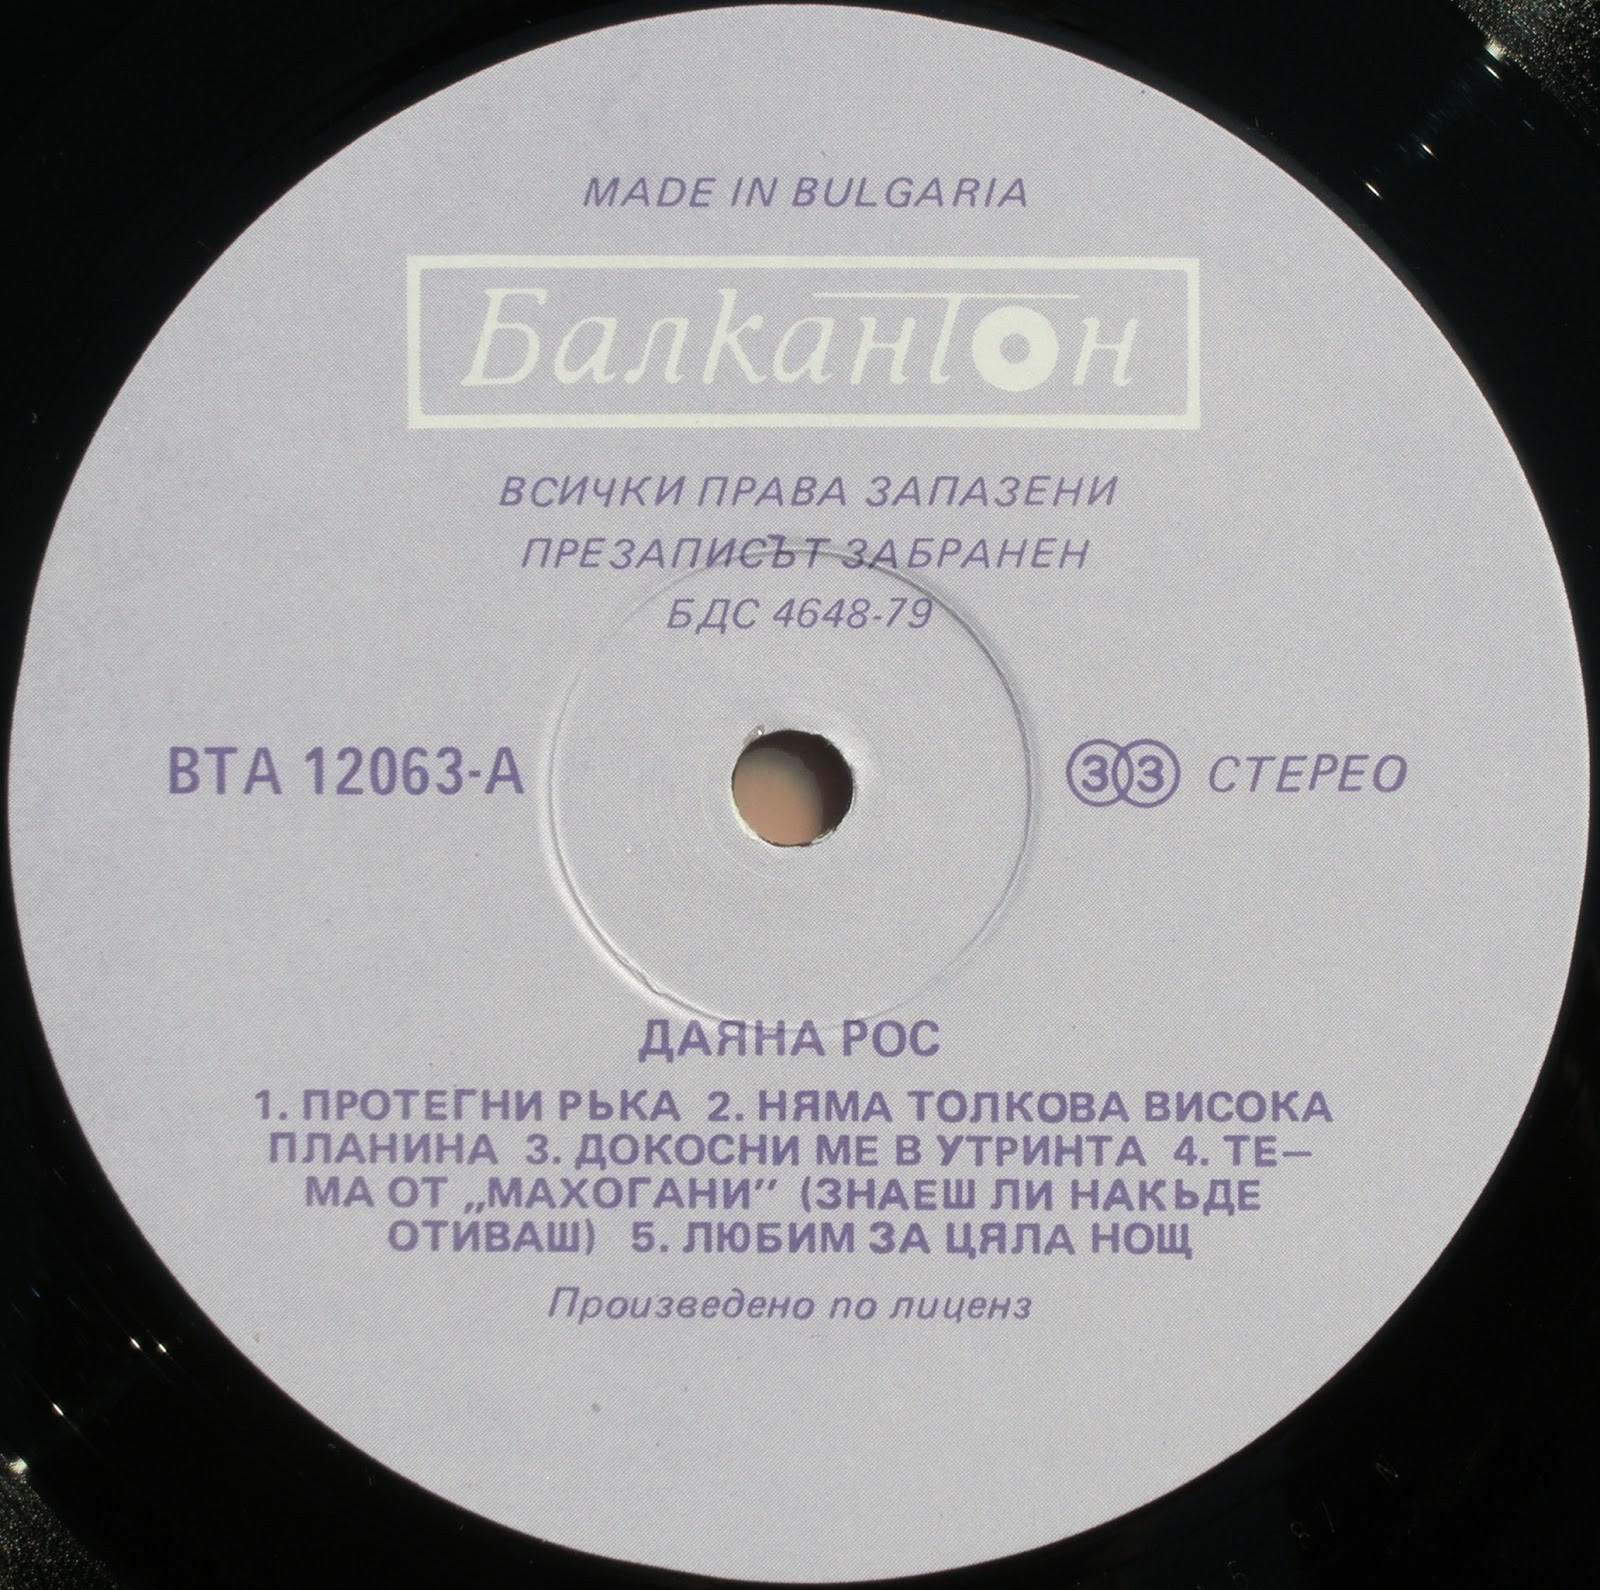 MADE IN BULGARIA
Балкантон
ВСИЧКИ ПРАВА ЗАПАЗЕНИ
ПРЕЗАПИСЪТ ЗАБРАНЕН
БДС 4648-79
ВТА 12063-А
33 СТЕРЕО
ДАЯНА РОС
1. ПРОТЕГНИ РЬКА 2. НЯМА ТОЛКОВА ВИСОКА
ПЛАНИНА 3. ДОКОСНИ МЕ В УТРИНТА 4. ТЕ—
МА ОТ „МАХОГАНИ” (ЗНАЕШ ЛИ НАКЬДЕ
ОТИВАШ) 5. ЛЮБИМ ЗА ЦЯЛА НОЩ
Произведено по лиценз